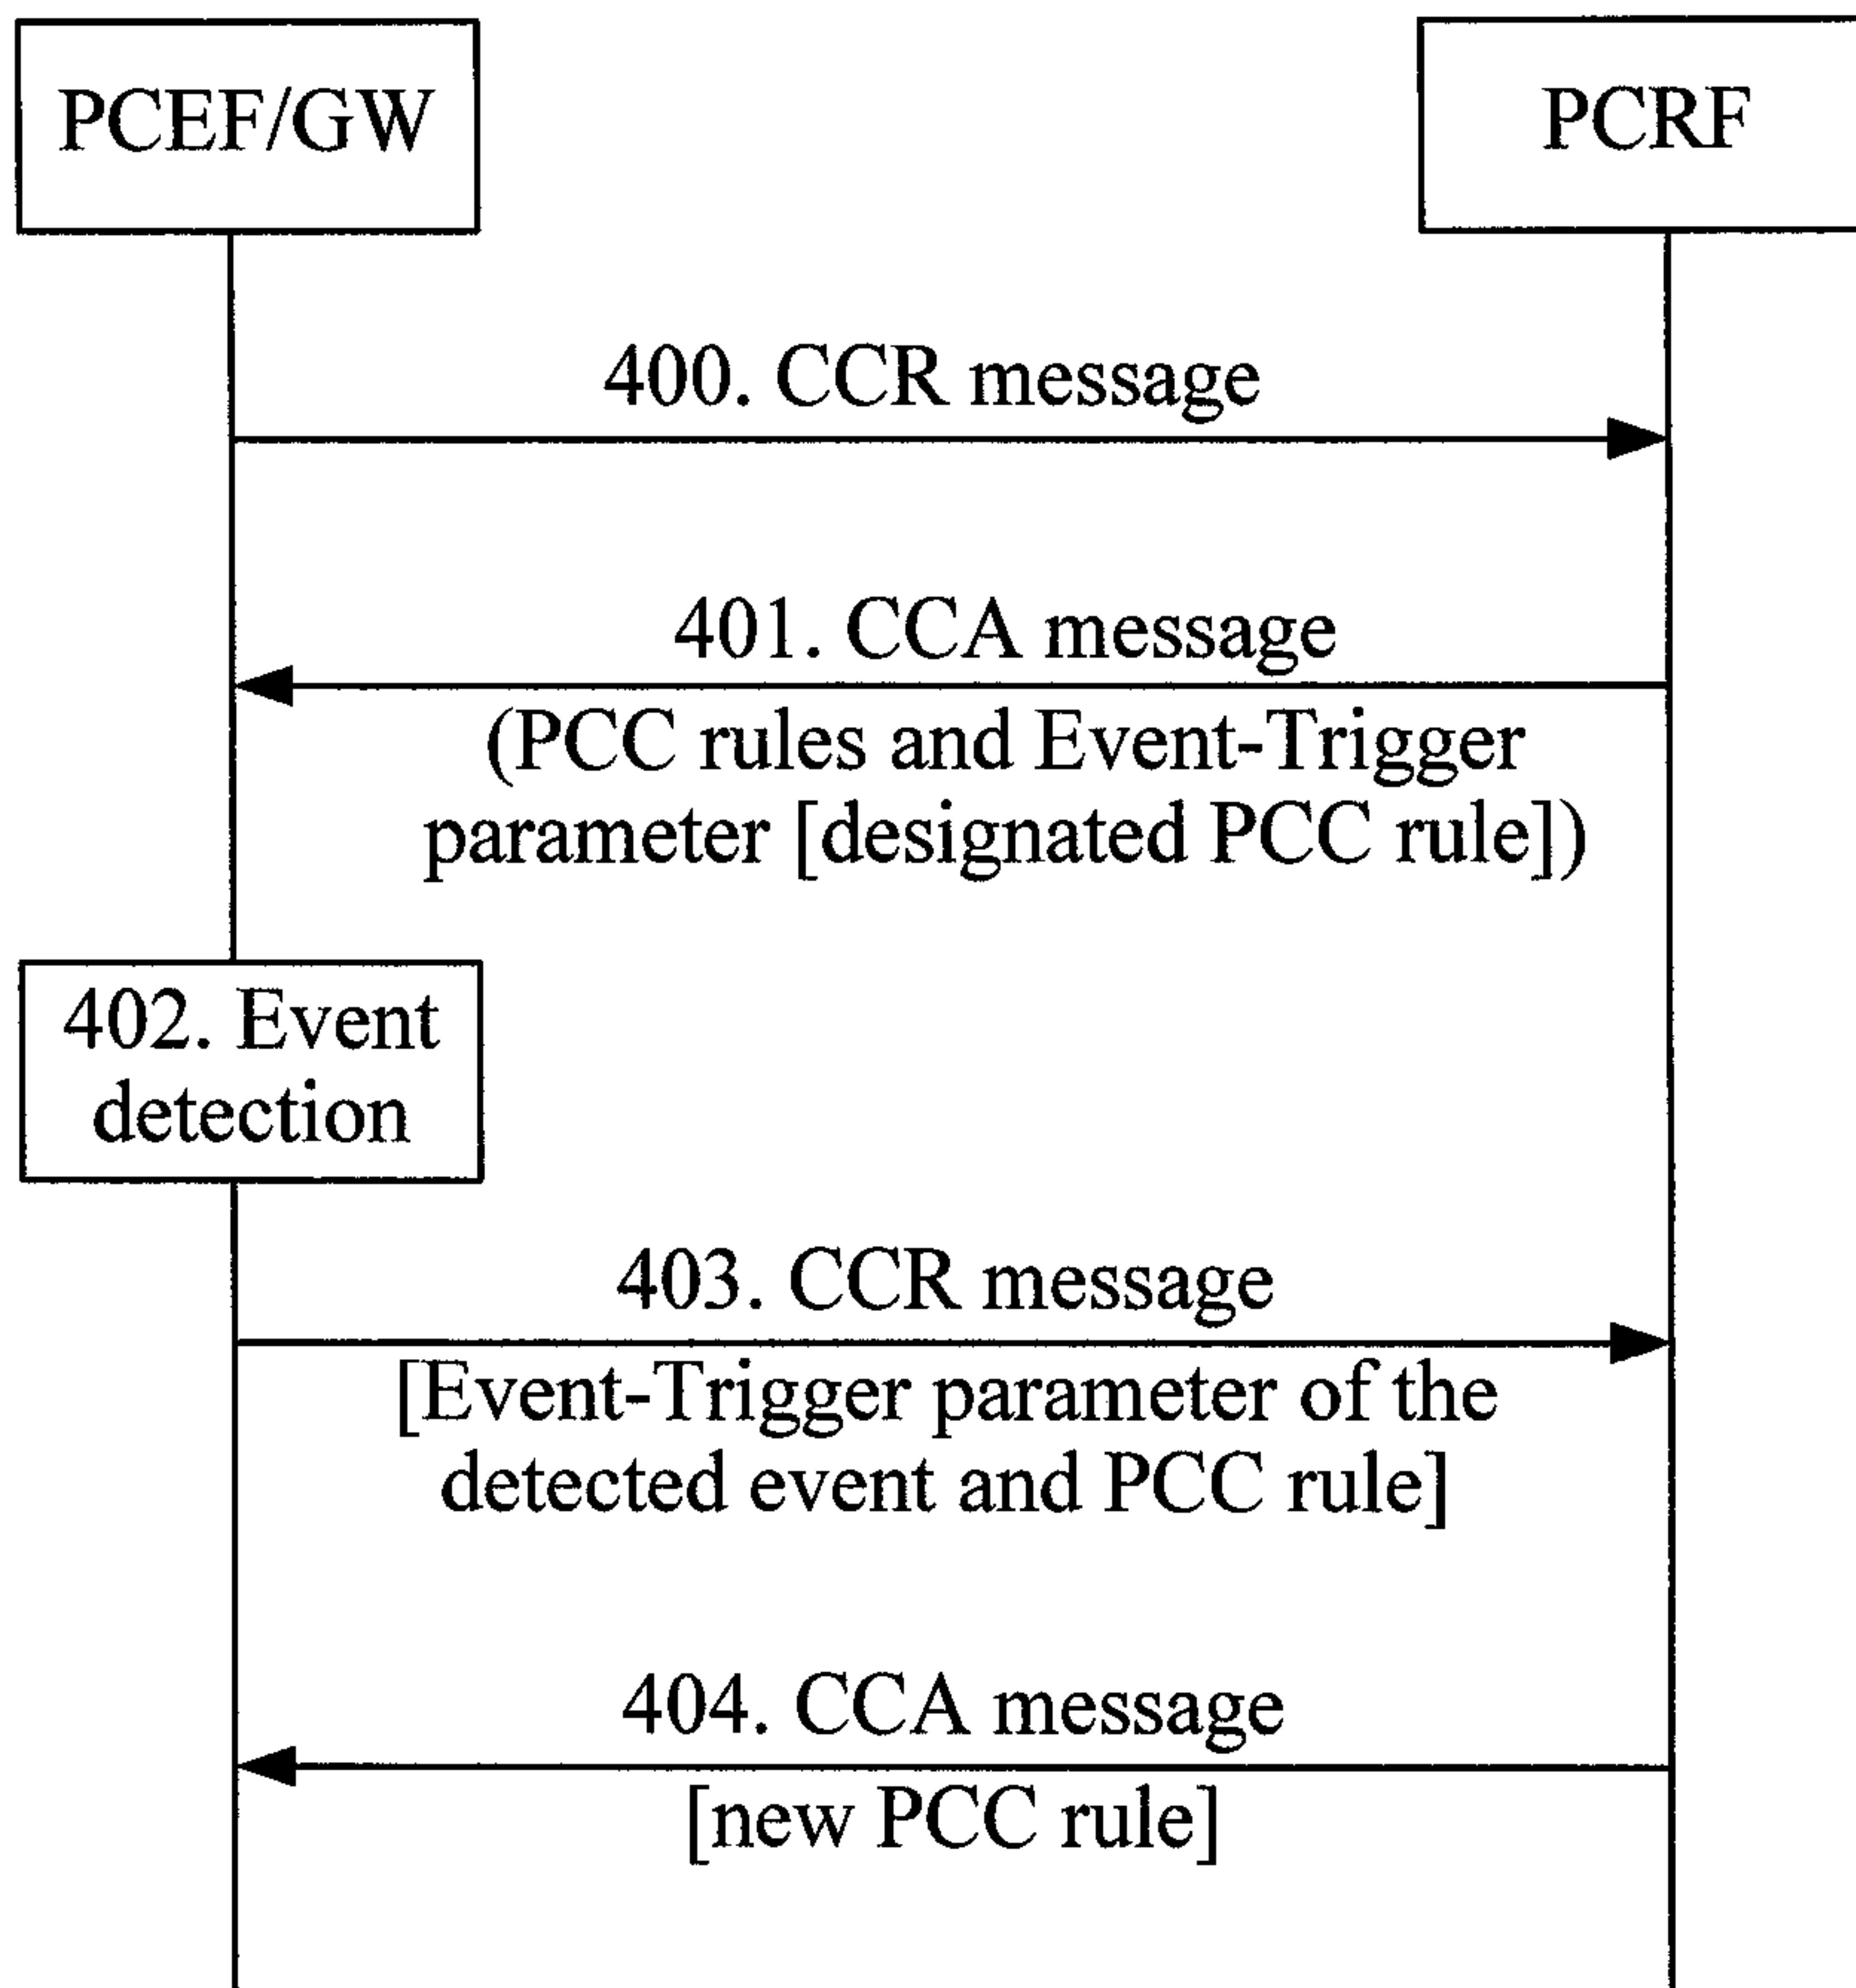 PCEF/GW
PCRF
400. CCR message
401. CCA message
(PCC rules and Event-Trigger
parameter [designated PCC rule])
402. Event
detection
403. CCR message
[Event-Trigger parameter of the
detected event and PCC rule]
404. CCA message
[new PCC rule]